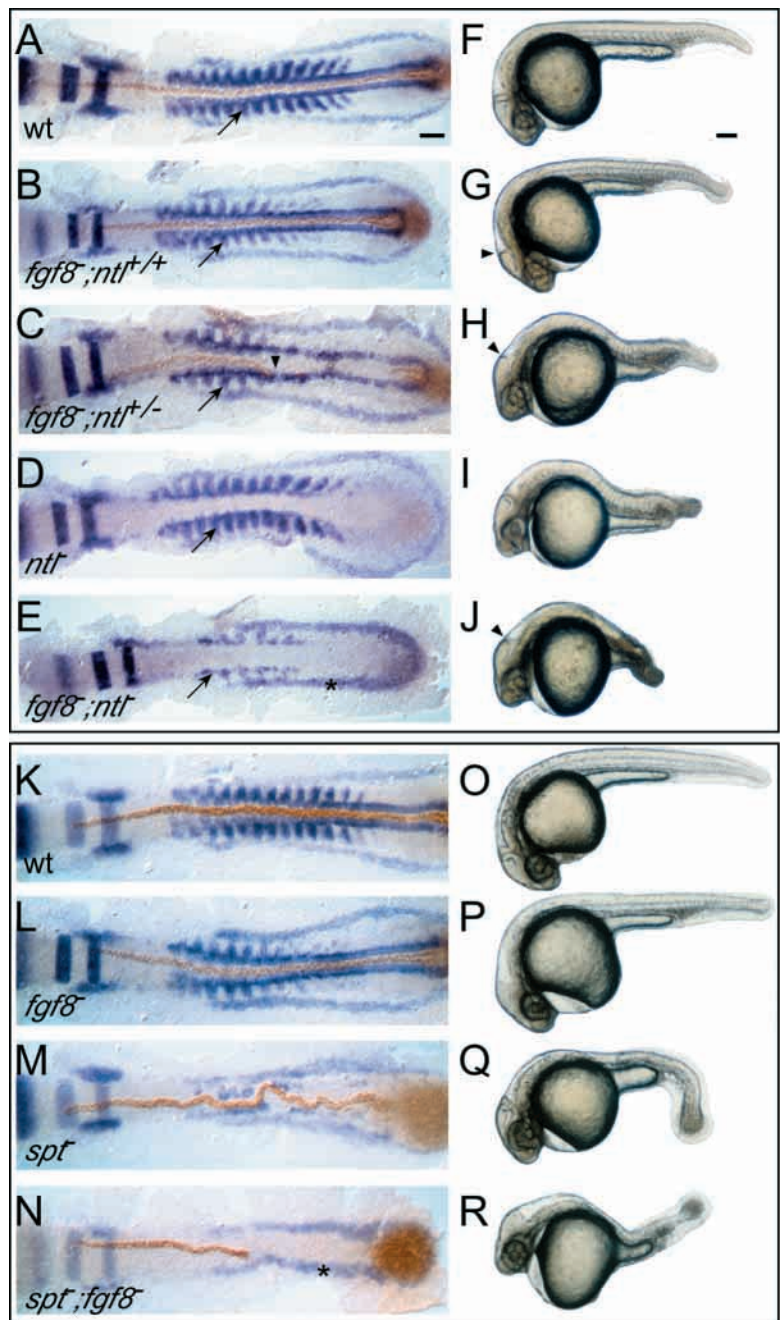 A
wt
F
B
fgf8⁻;ntl⁺/⁺
G
C
fgf8⁻;ntl⁺/⁻
H
D
ntl⁻
I
E
*
fgf8⁻;ntl⁻
J
K
wt
O
L
fgf8⁻
P
M
spt⁻
Q
N
*
spt⁻;fgf8⁻
R